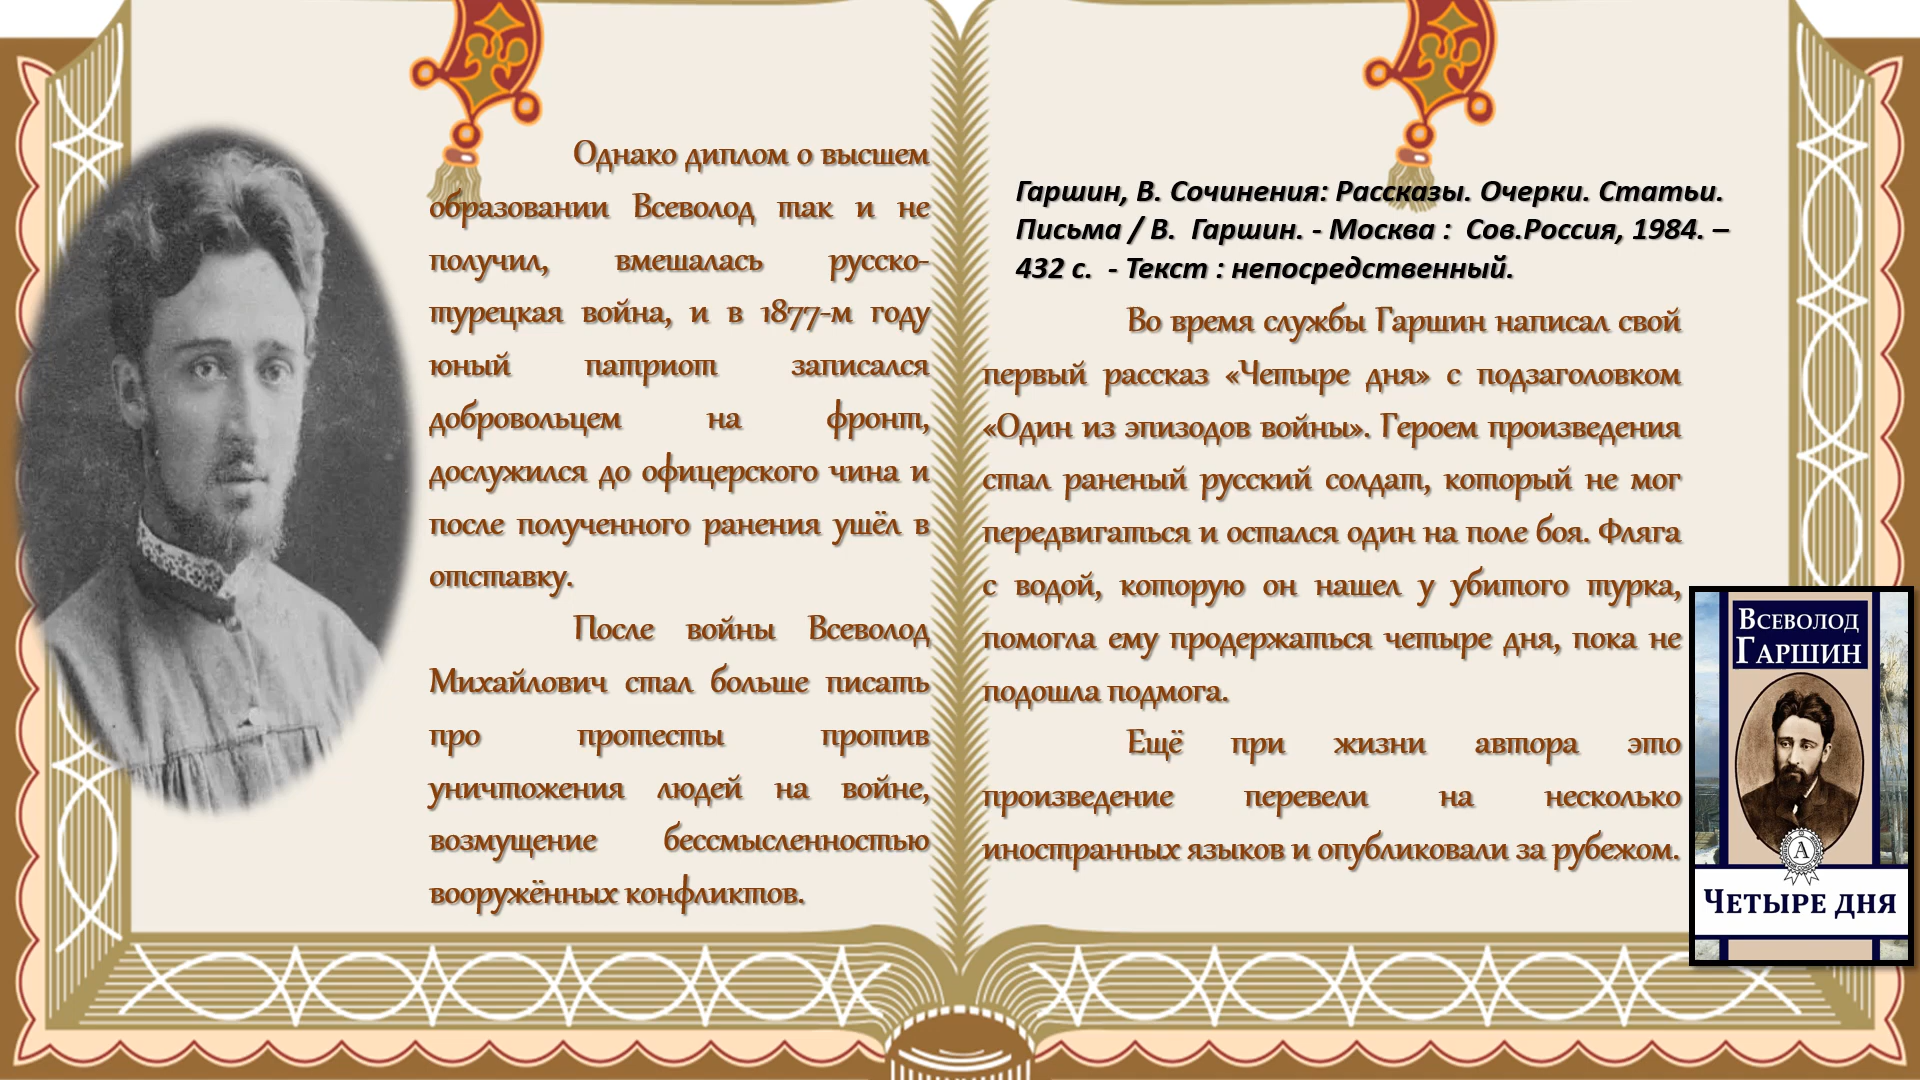 Однако диплом о высшем
образовании Всеволод так и не
получил, вмешалась русско-
турецкая война, и в 1877-м году
юный патриот записался
добровольцем на фронт,
дослужился до офицерского чина и
после полученного ранения ушёл в
отставку.
После войны Всеволод
Михайлович стал больше писать
про протесты против
уничтожения людей на войне,
возмущение бессмысленностью
вооружённых конфликтов.
Гаршин, В. Сочинения: Рассказы. Очерки. Статьи.
Письма / В. Гаршин. - Москва : Сов.Россия, 1984. –
432 с. - Текст : непосредственный.
Во время службы Гаршин написал свой
первый рассказ «Четыре дня» с подзаголовком
«Один из эпизодов войны». Героем произведения
стал раненый русский солдат, который не мог
передвигаться и остался один на поле боя. Фляга
с водой, которую он нашел у убитого турка,
помогла ему продержаться четыре дня, пока не
подошла подмога.
Ещё при жизни автора это
произведение перевели на несколько
иностранных языков и опубликовали за рубежом.
Всеволод
Гаршин
А
Четыре дня